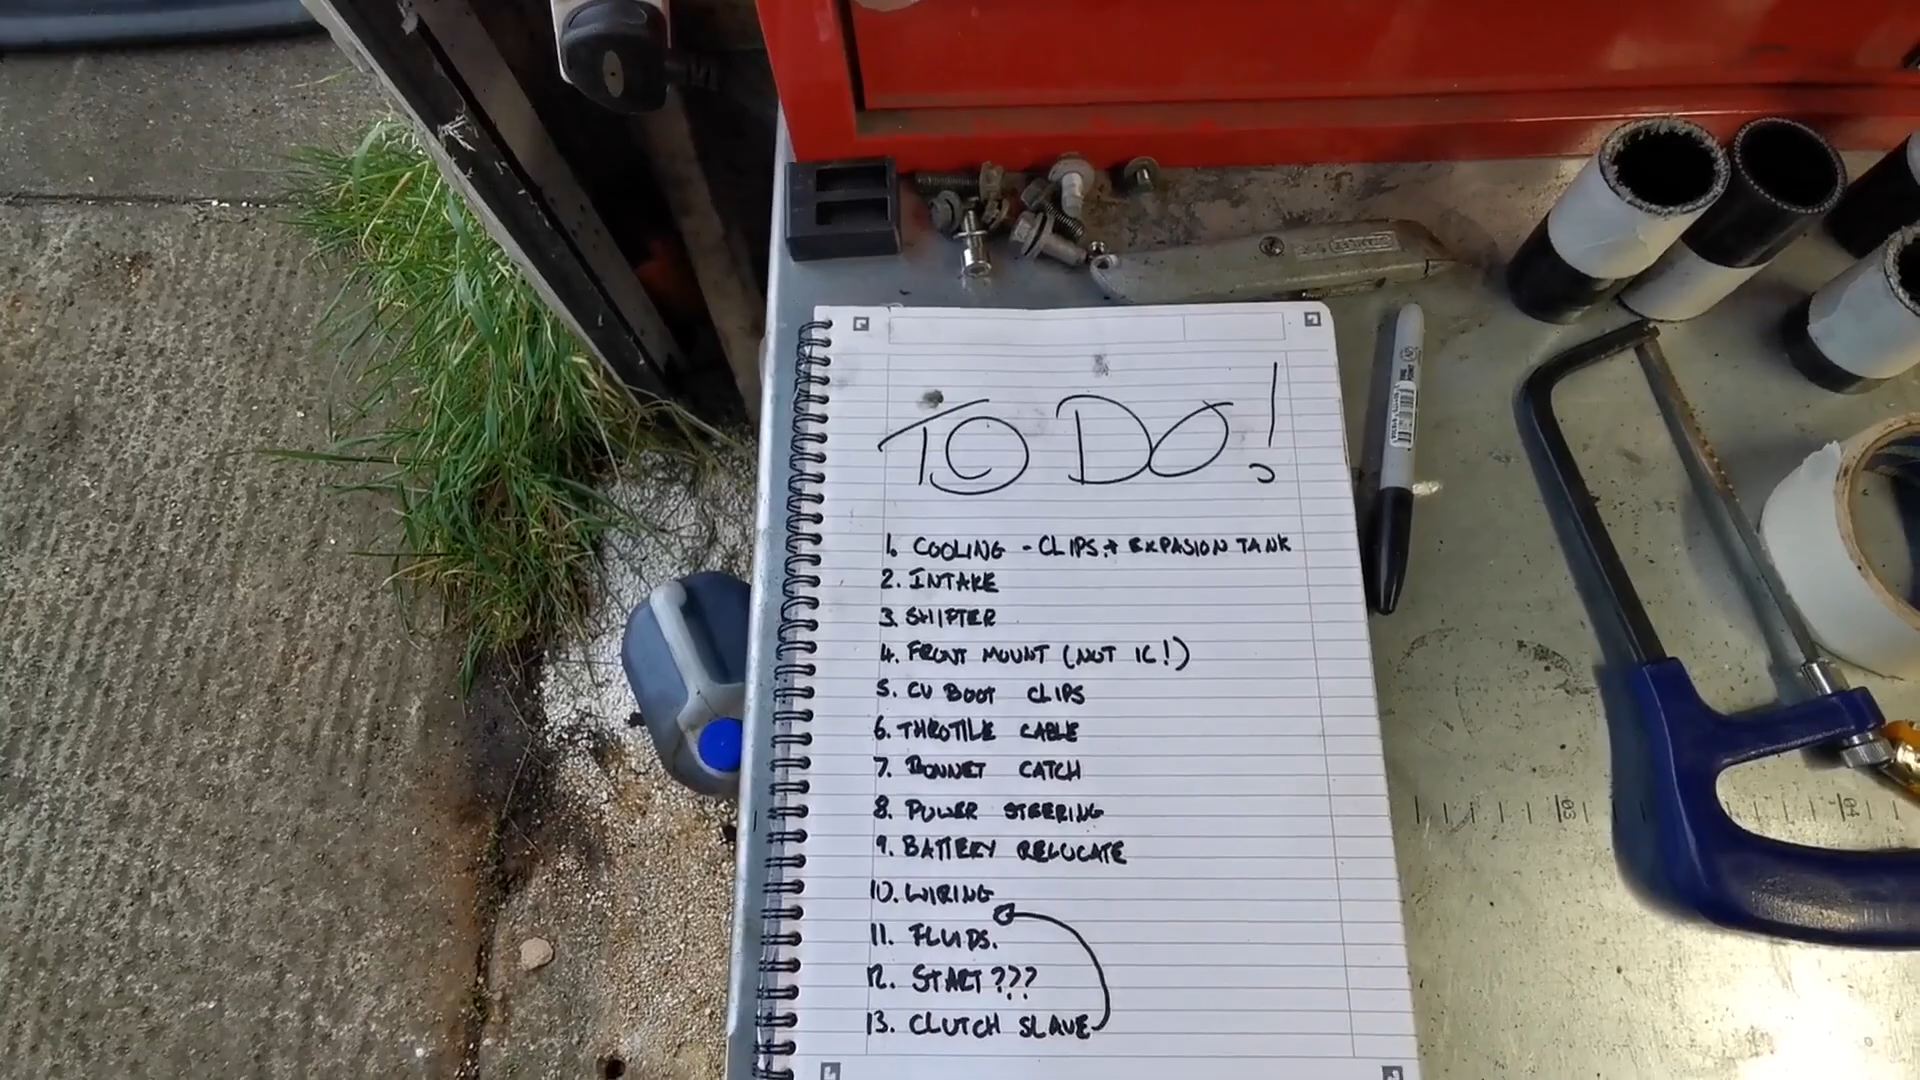 TO DO!
1. COOLING - CLIPS + EXPASION TANK
2. INTAKE
3. SHIFTER
4. FRONT MOUNT (NOT IC!)
5. CV BOOT CLIPS
6. THROTTLE CABLE
7. BONNET CATCH
8. POWER STEERING
9. BATTERY RELOCATE
10. WIRING
11. FLUIDS.
12. START???
13. CLUTCH SLAVE